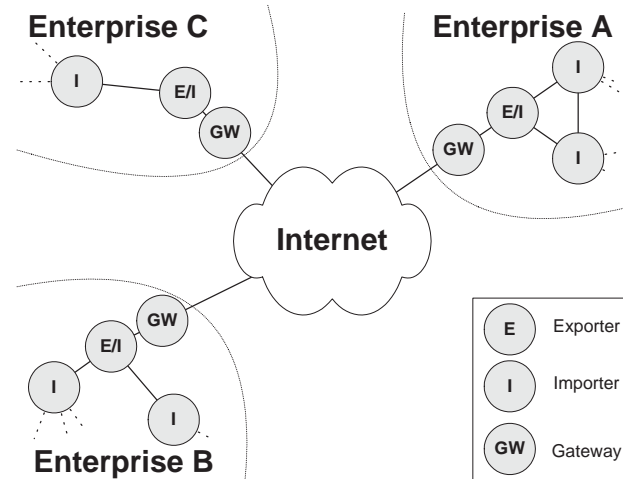 Enterprise C
I
E/I
GW
Enterprise A
I
E/I
GW
I
Internet
GW
E/I
I
I
Enterprise B
E Exporter
I Importer
GW Gateway